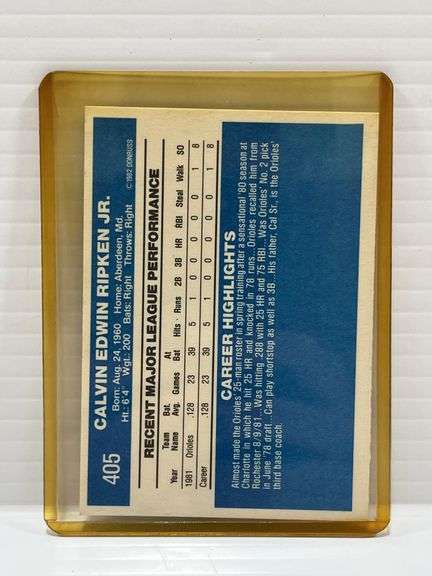 405
CALVIN EDWIN RIPKEN JR.
Born: Aug. 24, 1960 Home: Aberdeen, Md.
Ht: 6'4" Wgt.: 200 Bats: Right Throws: Right
© 1982 DONRUSS
RECENT MAJOR LEAGUE PERFORMANCE
Year Team Name Bat. Avg. Games At Bat Hits Runs 2B 3B HR RBI Steal Walk SO
1981 Orioles .128 23 39 5 1 0 0 0 0 0 1 8
Career .128 23 39 5 1 0 0 0 0 0 1 8
CAREER HIGHLIGHTS
Almost made the Orioles' 25-man roster in spring training after a sensational '80 season at
Charlotte in which he hit 25 HR and knocked in 78 runs...Orioles recalled him from
Rochester 8/9/81...Was hitting .288 with 25 HR and 75 RBI...Was Orioles' No. 2 pick
in June '78 draft...Can play shortstop as well as 3B. His father, Cal Sr., is the Orioles'
third base coach.